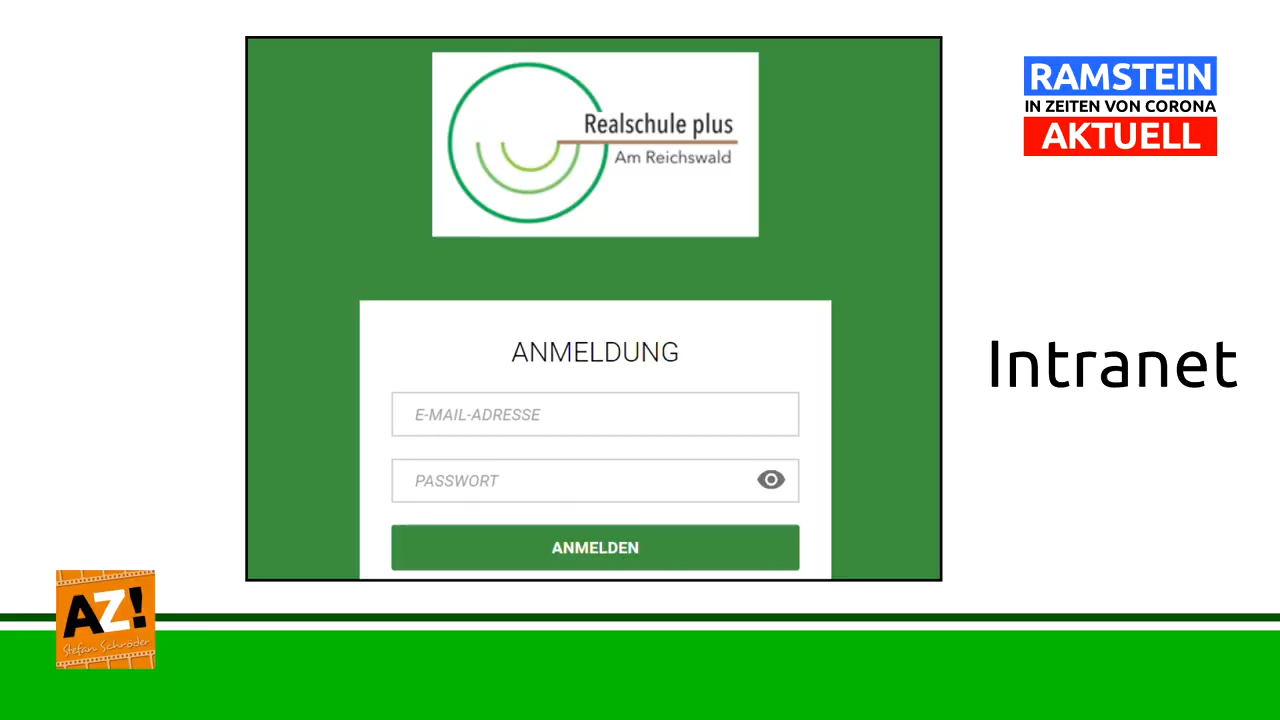 RAMSTEIN
IN ZEITEN VON CORONA
AKTUELL
Realschule plus
Am Reichswald
ANMELDUNG
E-MAIL-ADRESSE
PASSWORT
ANMELDEN
Intranet
AZ!
Stefan Schröder